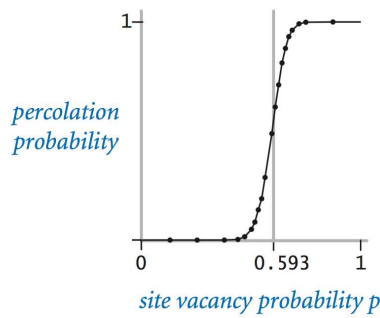 1
percolation
probability
0
0.593
1
site vacancy probability p